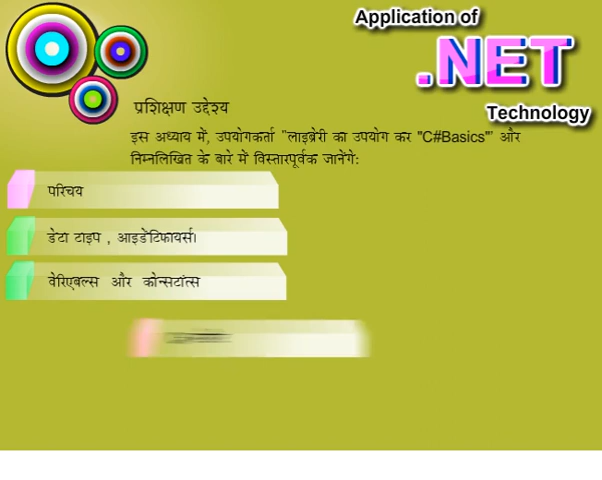 Application of
.NET
Technology
प्रशिक्षण उद्देश्य
इस अध्याय में, उपयोगकर्ता "लाइब्रेरी का उपयोग कर "C#Basics"" और
निम्नलिखित के बारे में विस्तारपूर्वक जानेंगे:
परिचय
डेटा टाइप , आइडेंटिफायर्स।
वेरिएबल्स और कोन्सटांत्स